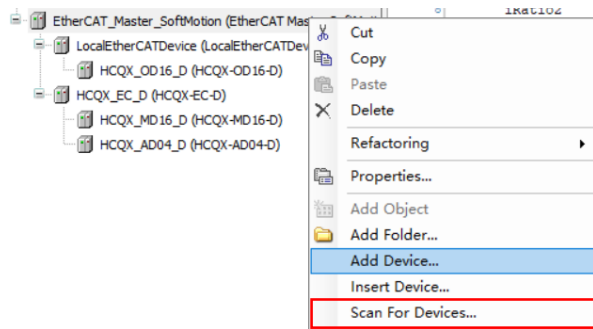 iRatio2
EtherCAT_Master_SoftMotion (EtherCAT Mas
LocalEtherCATDevice (LocalEtherCATDev
HCQX_OD16_D (HCQX-OD16-D)
HCQX_EC_D (HCQX-EC-D)
HCQX_MD16_D (HCQX-MD16-D)
HCQX_AD04_D (HCQX-AD04-D)
Cut
Copy
Paste
Delete
Refactoring
Properties...
Add Object
Add Folder...
Add Device...
Insert Device...
Scan For Devices...